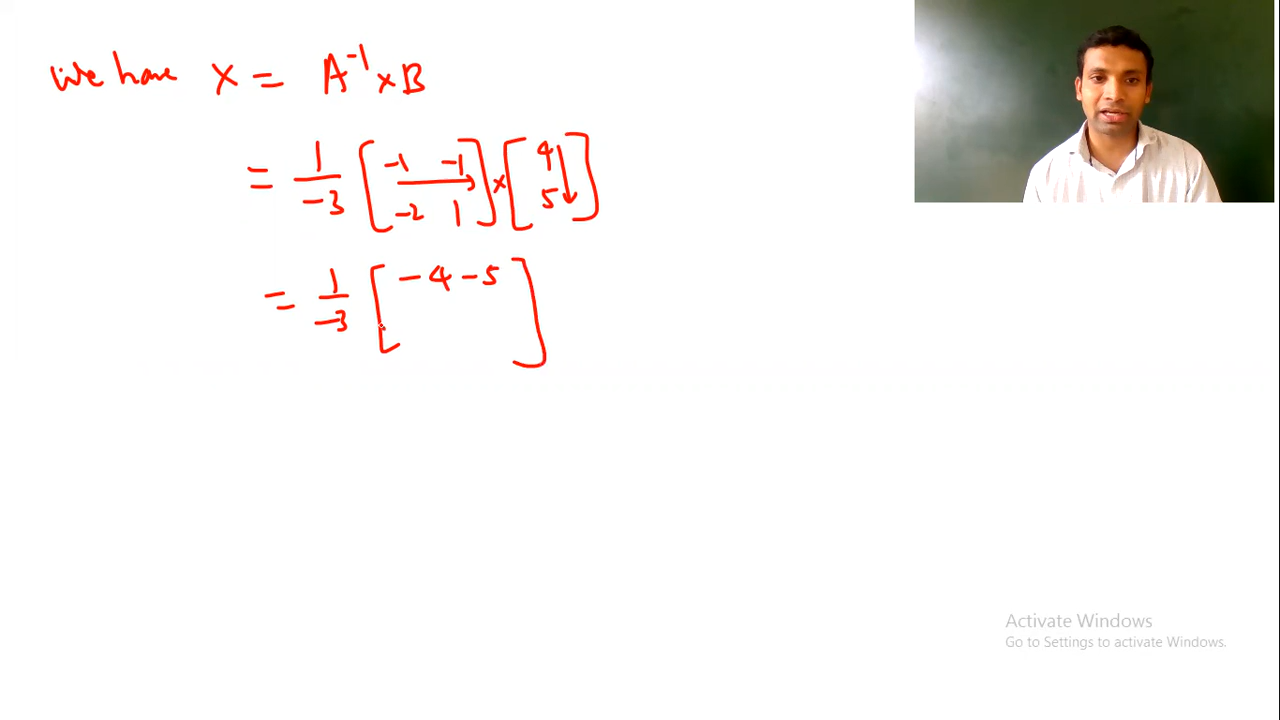 We have X = A⁻¹ × B
= 1/-3 [ -1 -1 ; -2 1 ] × [ 4 ; 5 ]
= 1/-3 [ -4 -5 ]
Activate Windows
Go to Settings to activate Windows.